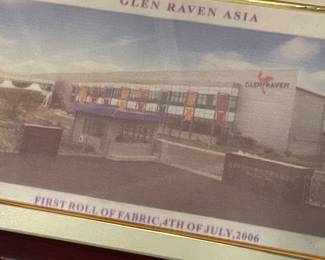 GLEN RAVEN ASIA
GLEN RAVEN
FIRST ROLL OF FABRIC, 4TH OF JULY, 2006